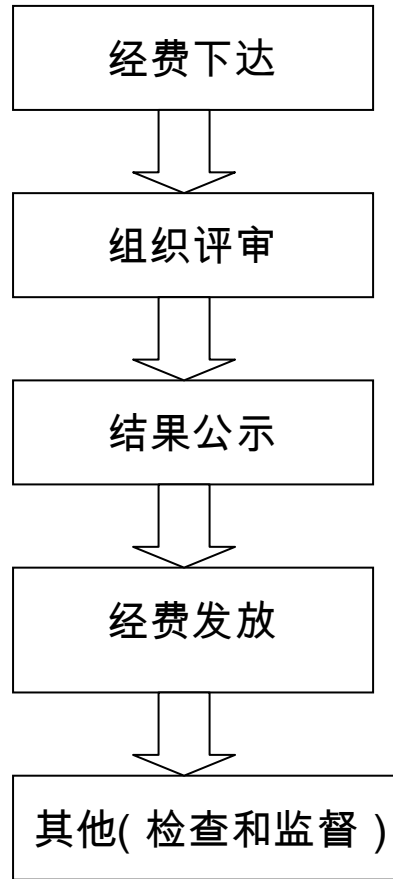 经费下达
组织评审
结果公示
经费发放
其他( 检查和监督 )